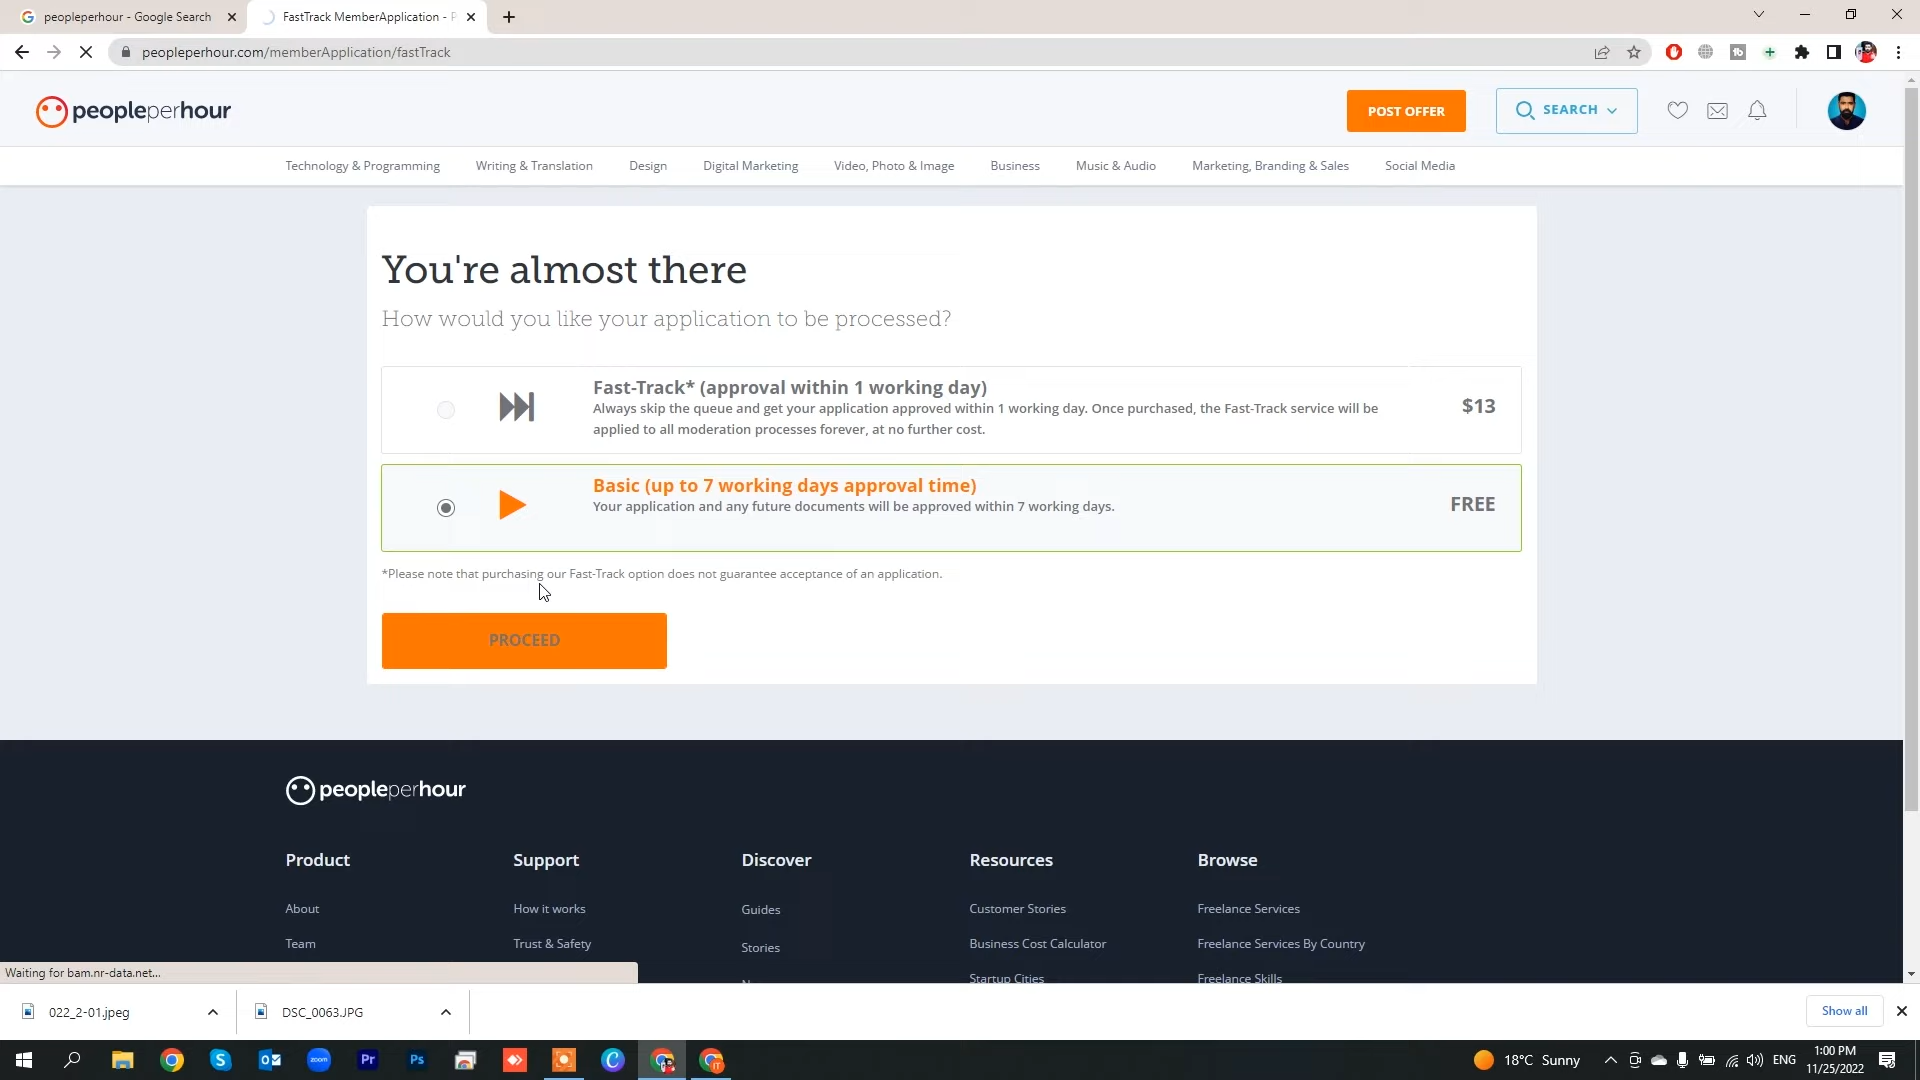 peopleperhour - Google Search
FastTrack MemberApplication - P
peopleperhour.com/memberApplication/fastTrack
peopleperhour
POST OFFER
SEARCH
Technology & Programming
Writing & Translation
Design
Digital Marketing
Video, Photo & Image
Business
Music & Audio
Marketing, Branding & Sales
Social Media
You're almost there
How would you like your application to be processed?
Fast-Track* (approval within 1 working day)
Always skip the queue and get your application approved within 1 working day. Once purchased, the Fast-Track service will be
applied to all moderation processes forever, at no further cost.
$13
Basic (up to 7 working days approval time)
Your application and any future documents will be approved within 7 working days.
FREE
*Please note that purchasing our Fast-Track option does not guarantee acceptance of an application.
PROCEED
peopleperhour
Product
Support
Discover
Resources
Browse
About
How it works
Guides
Customer Stories
Freelance Services
Team
Trust & Safety
Stories
Business Cost Calculator
Freelance Services By Country
Startup Cities
Freelance Skills
Waiting for bam.nr-data.net...
022_2-01.jpeg
DSC_0063.JPG
Show all
zoom
Pr
Ps
18°C Sunny
ENG
1:00 PM
11/25/2022